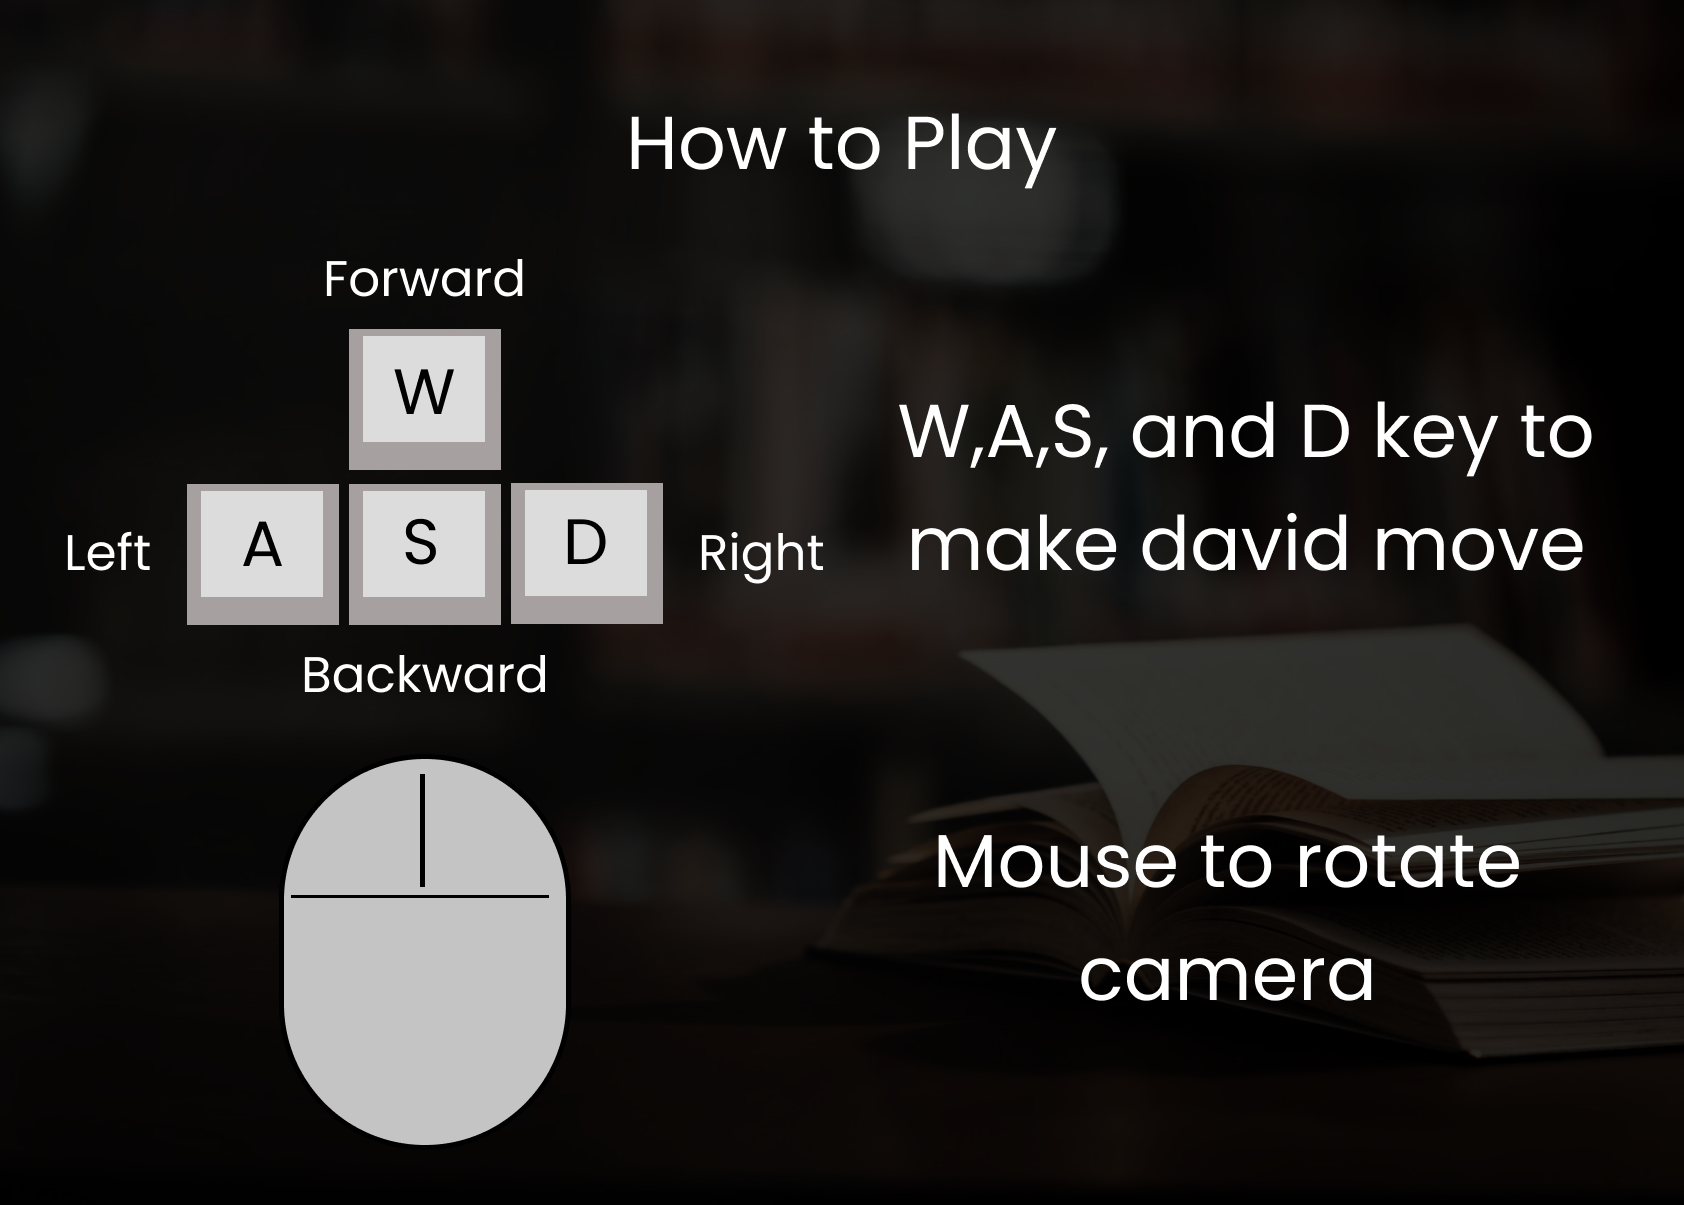 How to Play
Forward
W
Left
A
S
D
Right
Backward
W,A,S, and D key to
make david move
Mouse to rotate
camera